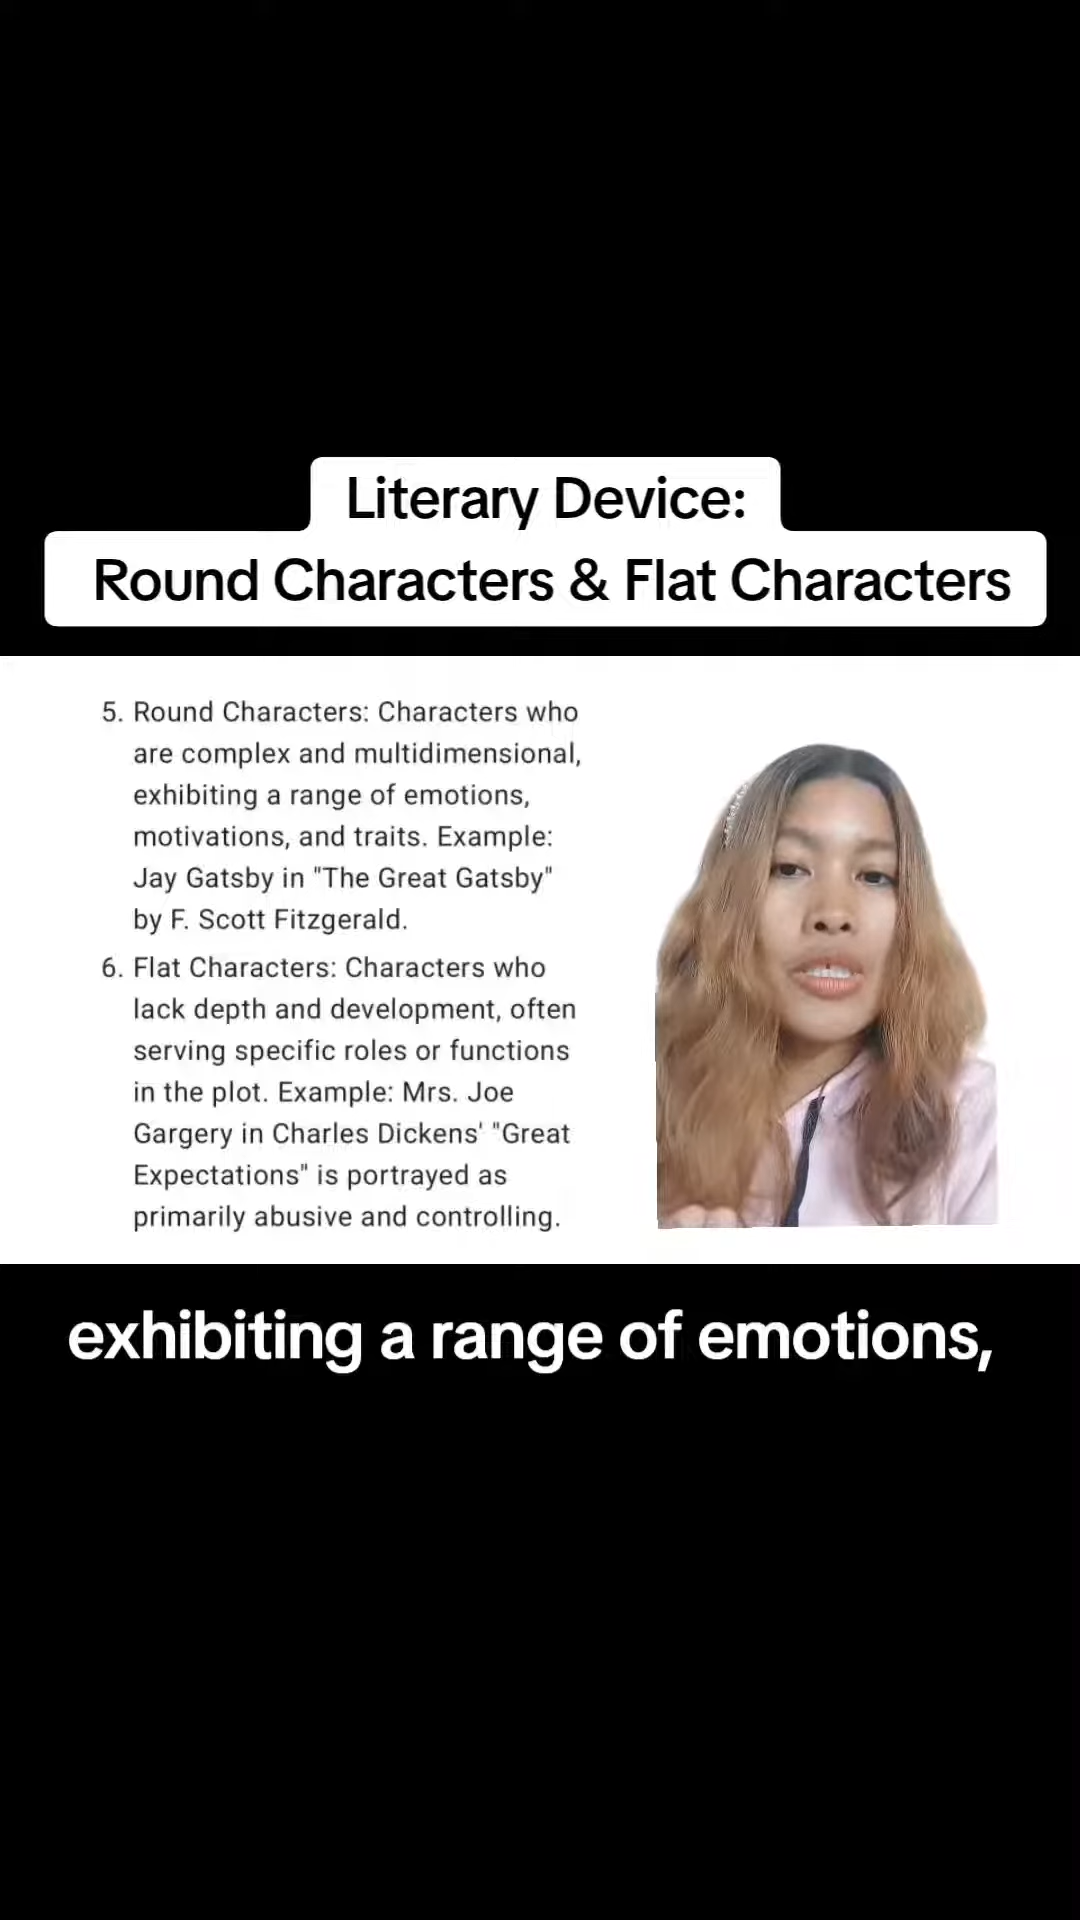 Literary Device:
Round Characters & Flat Characters
5. Round Characters: Characters who
are complex and multidimensional,
exhibiting a range of emotions,
motivations, and traits. Example:
Jay Gatsby in "The Great Gatsby"
by F. Scott Fitzgerald.
6. Flat Characters: Characters who
lack depth and development, often
serving specific roles or functions
in the plot. Example: Mrs. Joe
Gargery in Charles Dickens' "Great
Expectations" is portrayed as
primarily abusive and controlling.
exhibiting a range of emotions,